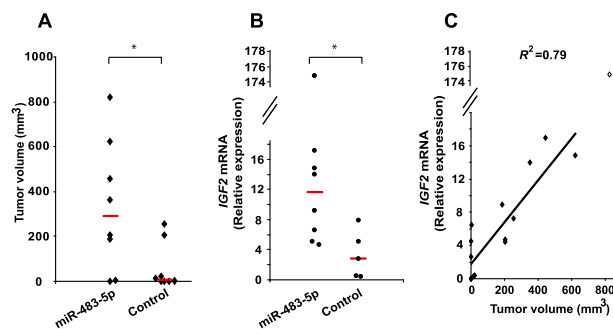 A
B
C
Tumor volume (mm3)
1000
800
600
400
200
0
*
miR-483-5p
Control
IGF2 mRNA
(Relative expression)
178
176
174
16
12
8
4
0
*
miR-483-5p
Control
IGF2 mRNA
(Relative expression)
178
176
174
16
12
8
4
0
R2=0.79
0
200
400
600
800
Tumor volume (mm3)